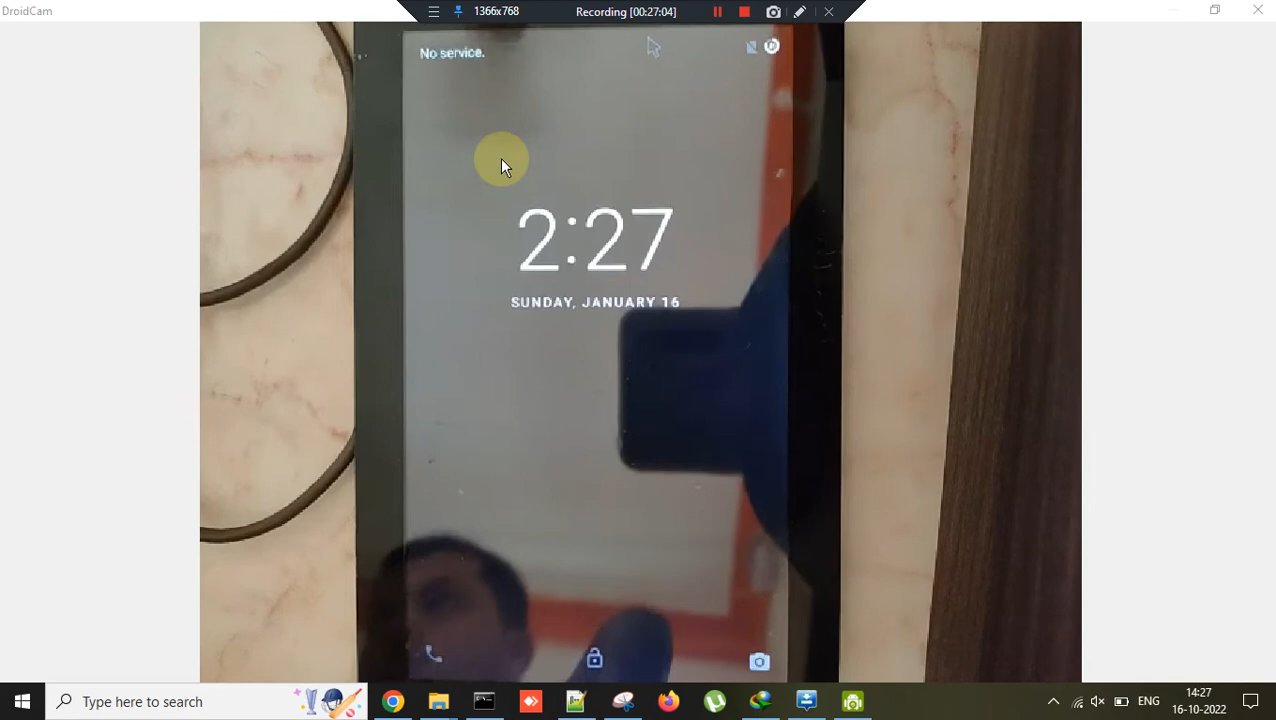 DroidCam
1366x768
Recording [00:27:04]
No service.
2:27
SUNDAY, JANUARY 16
Type here to search
ENG
14:27
16-10-2022